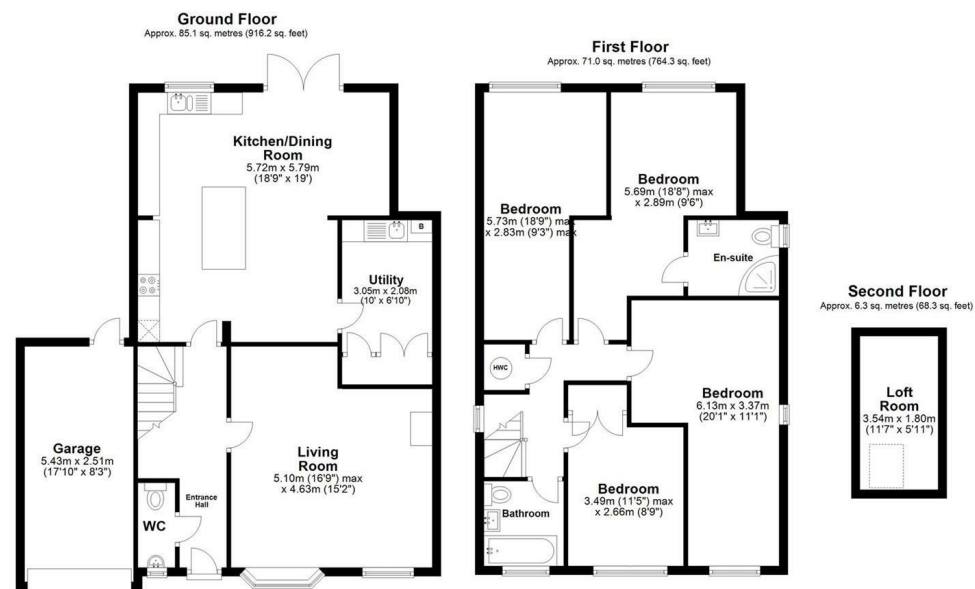 Ground Floor
Approx. 85.1 sq. metres (916.2 sq. feet)
Kitchen/Dining
Room
5.72m x 5.79m
(18'9" x 19')
B
Utility
3.05m x 2.08m
(10' x 6'10")
Garage
5.43m x 2.51m
(17'10" x 8'3")
Living
Room
5.10m (16'9") max
x 4.63m (15'2")
Entrance
Hall
WC
First Floor
Approx. 71.0 sq. metres (764.3 sq. feet)
Bedroom
5.73m (18'9") max
x 2.83m (9'3") max
Bedroom
5.69m (18'8") max
x 2.89m (9'6")
En-suite
HWC
Bedroom
6.13m x 3.37m
(20'1" x 11'1")
Bedroom
3.49m (11'5") max
x 2.66m (8'9")
Bathroom
Second Floor
Approx. 6.3 sq. metres (68.3 sq. feet)
Loft
Room
3.54m x 1.80m
(11'7" x 5'11")